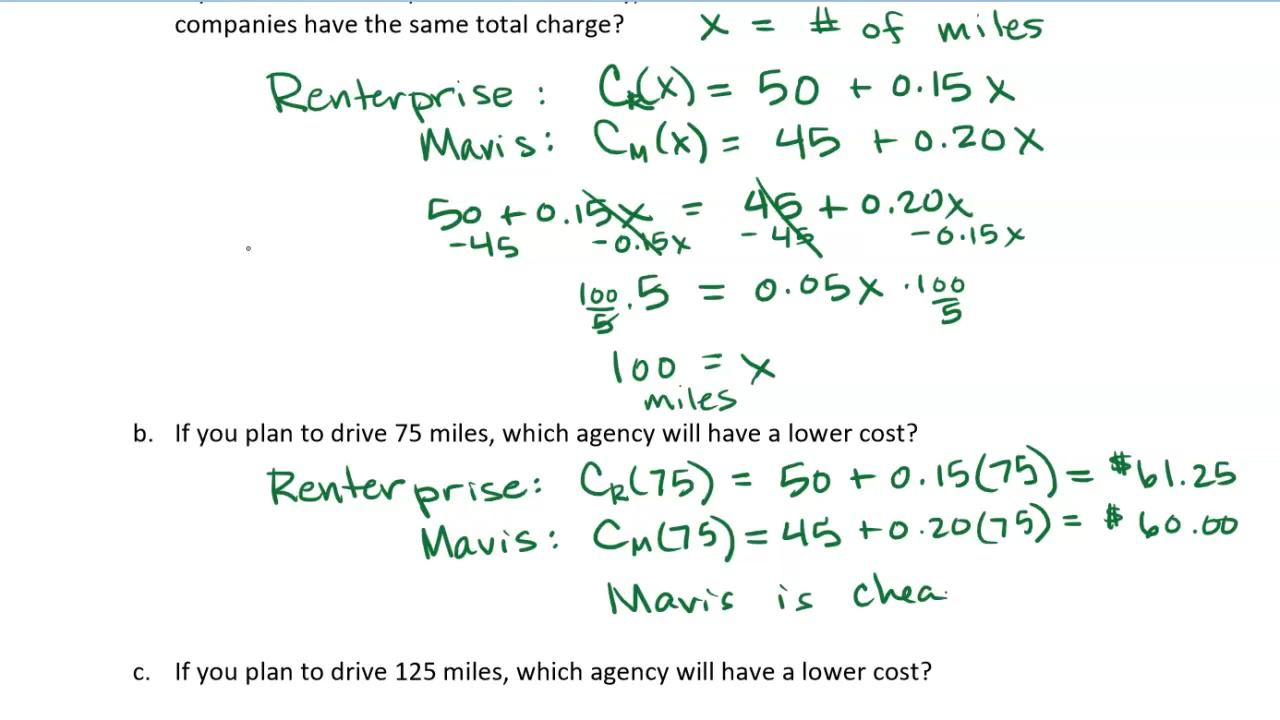 companies have the same total charge? x = # of miles
Renterprise : C_R(x) = 50 + 0.15x
Mavis: C_M(x) = 45 + 0.20x
50 + 0.15x = 45 + 0.20x
-45 -0.15x - 45 -0.15x
100/5 · 5 = 0.05x · 100/5
100 = x
miles
b. If you plan to drive 75 miles, which agency will have a lower cost?
Renterprise: C_R(75) = 50 + 0.15(75) = $61.25
Mavis: C_M(75) = 45 + 0.20(75) = $60.00
Mavis is chea
c. If you plan to drive 125 miles, which agency will have a lower cost?